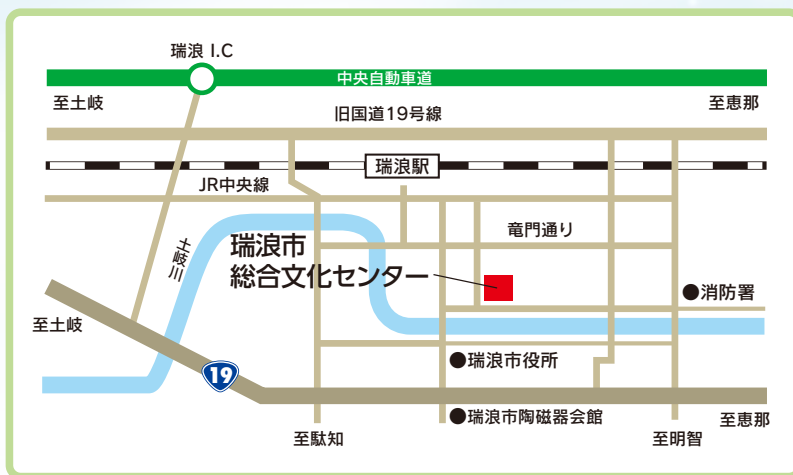 瑞浪 I.C
中央自動車道
至土岐
至恵那
旧国道19号線
瑞浪駅
JR中央線
土岐川
竜門通り
瑞浪市
総合文化センター
●消防署
至土岐
19
●瑞浪市役所
●瑞浪市陶磁器会館
至恵那
至駄知
至明智